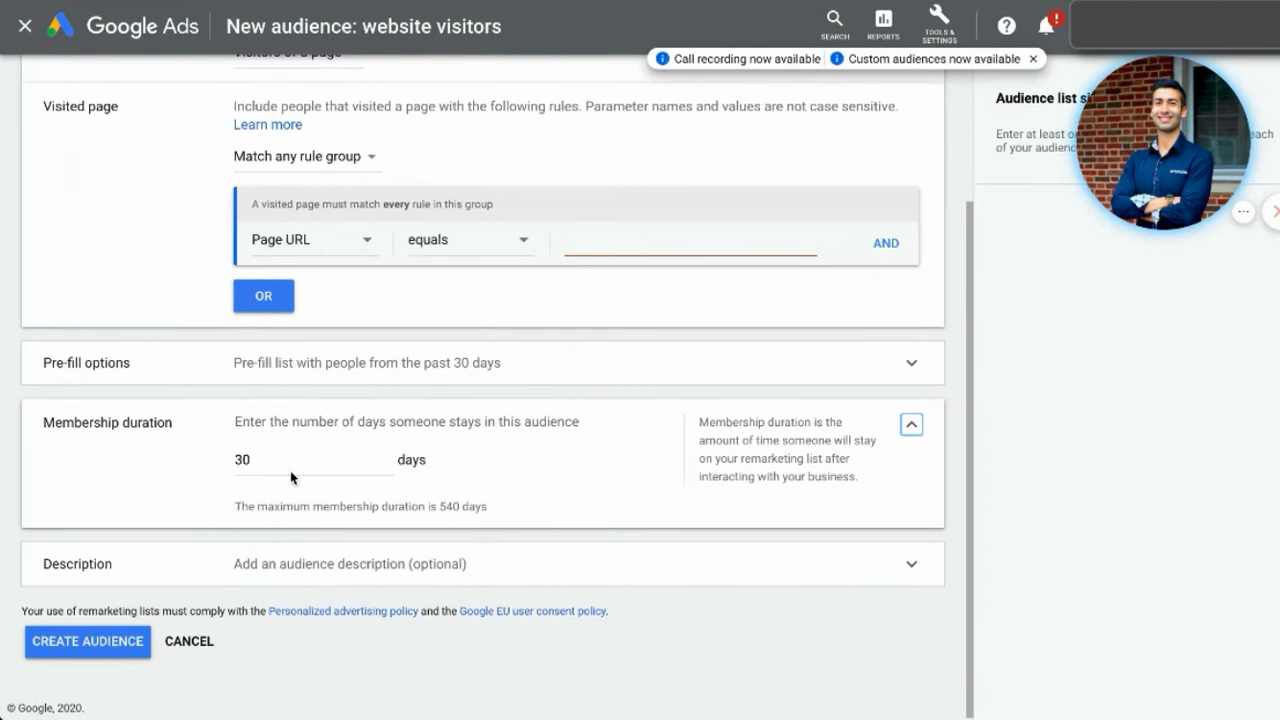 Google Ads
New audience: website visitors
SEARCH
REPORTS
TOOLS &
SETTINGS
Call recording now available
Custom audiences now available
Visited page
Include people that visited a page with the following rules. Parameter names and values are not case sensitive.
Learn more
Match any rule group
A visited page must match every rule in this group
Page URL
equals
AND
OR
Pre-fill options
Pre-fill list with people from the past 30 days
Membership duration
Enter the number of days someone stays in this audience
30
days
The maximum membership duration is 540 days
Membership duration is the
amount of time someone will stay
on your remarketing list after
interacting with your business.
Description
Add an audience description (optional)
Your use of remarketing lists must comply with the Personalized advertising policy and the Google EU user consent policy.
CREATE AUDIENCE
CANCEL
© Google, 2020.
Audience list
Enter at least
each
of your